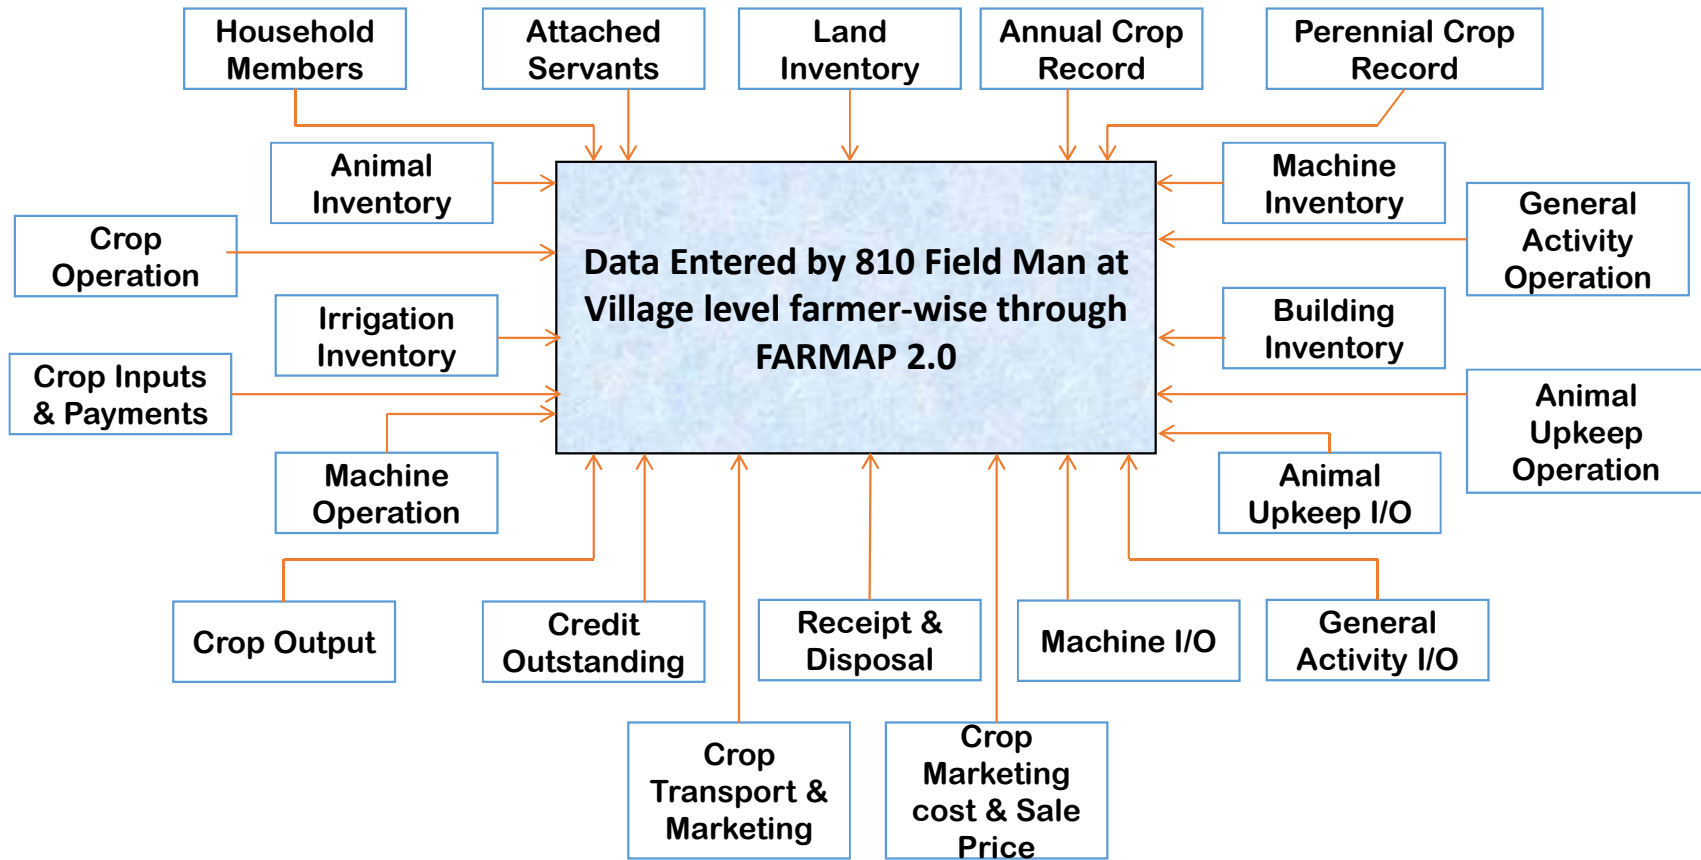 Household
Members
Attached
Servants
Land
Inventory
Annual Crop
Record
Perennial Crop
Record
Animal
Inventory
Machine
Inventory
Crop
Operation
General
Activity
Operation
Data Entered by 810 Field Man at
Village level farmer-wise through
FARMAP 2.0
Irrigation
Inventory
Building
Inventory
Crop Inputs
& Payments
Animal
Upkeep
Operation
Machine
Operation
Animal
Upkeep I/O
Crop Output
Credit
Outstanding
Receipt &
Disposal
Machine I/O
General
Activity I/O
Crop
Transport &
Marketing
Crop
Marketing
cost & Sale
Price